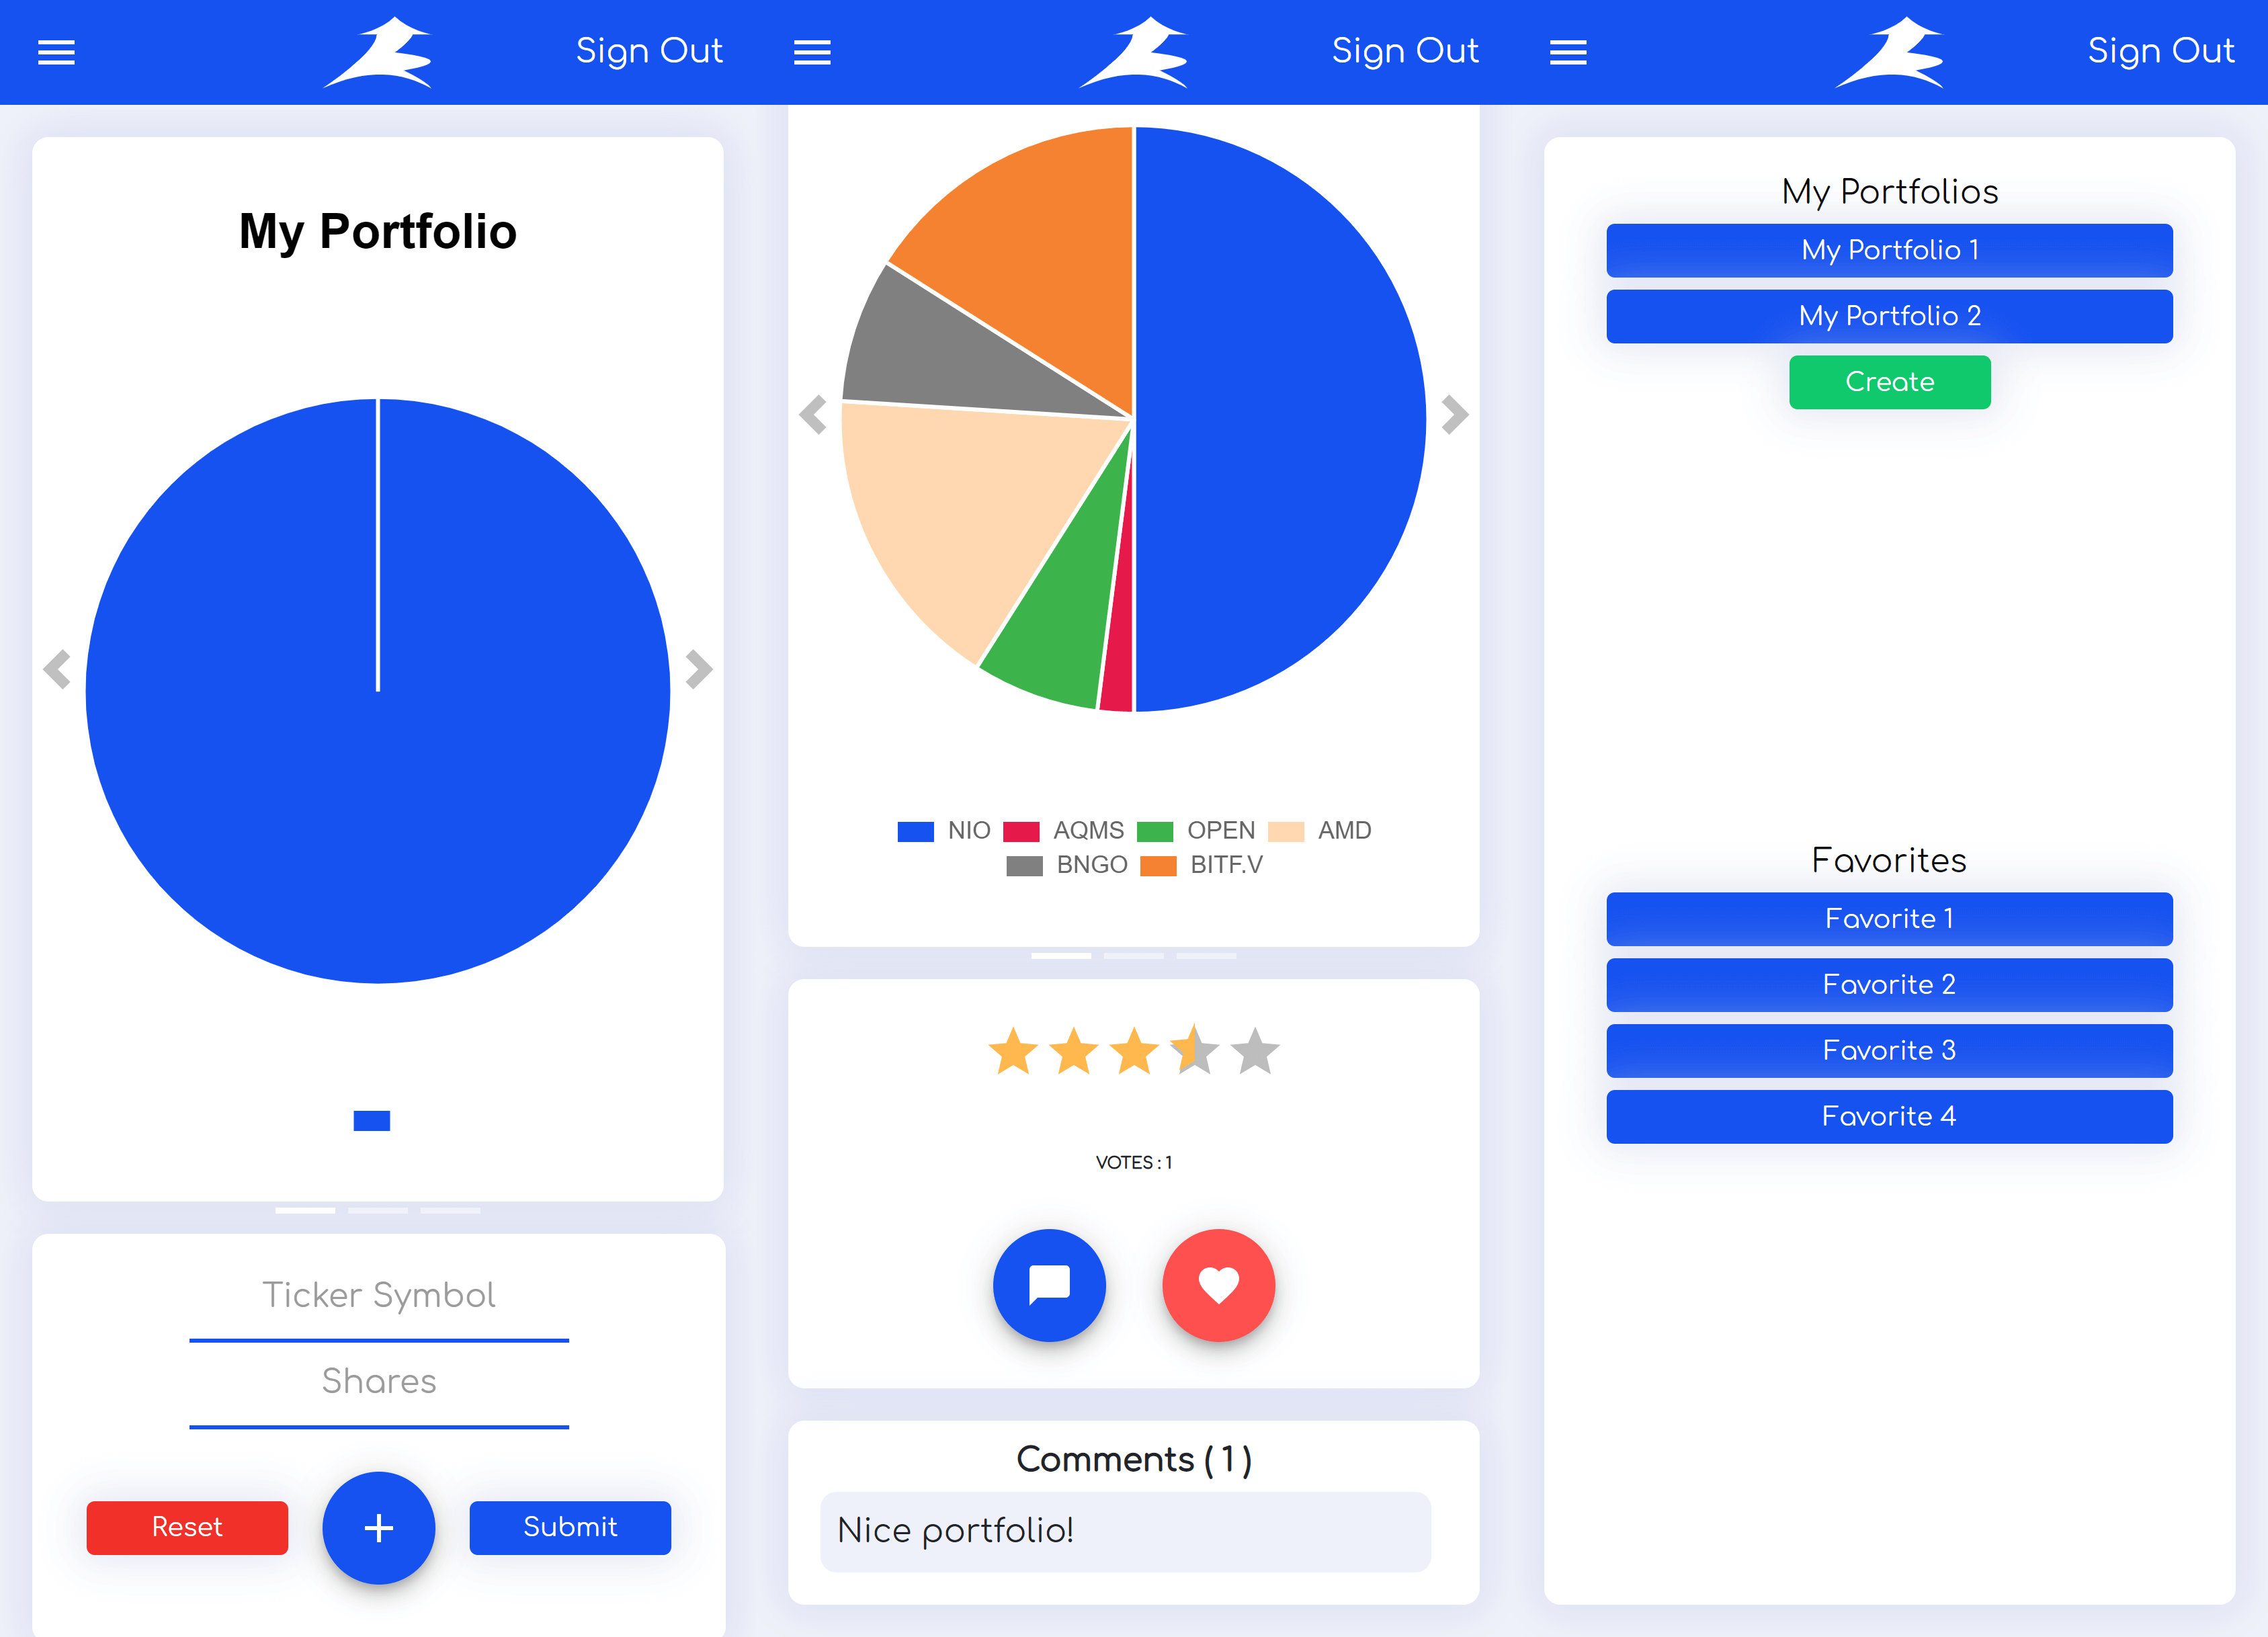 Sign Out
My Portfolio
Ticker Symbol
Shares
Reset
+
Submit
Sign Out
NIO AQMS OPEN AMD
BNGO BITF.V
VOTES : 1
Comments ( 1 )
Nice portfolio!
Sign Out
My Portfolios
My Portfolio 1
My Portfolio 2
Create
Favorites
Favorite 1
Favorite 2
Favorite 3
Favorite 4